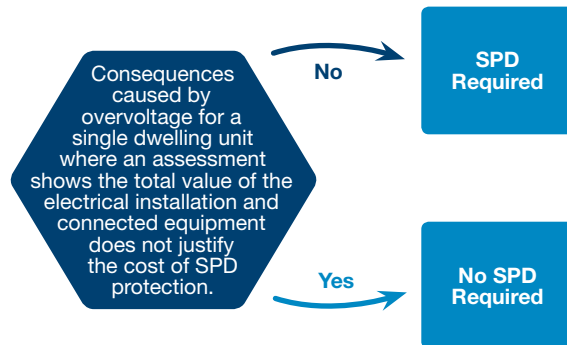 Consequences
caused by
overvoltage for a
single dwelling unit
where an assessment
shows the total value of the
electrical installation and
connected equipment
does not justify
the cost of SPD
protection.
No
SPD
Required
Yes
No SPD
Required